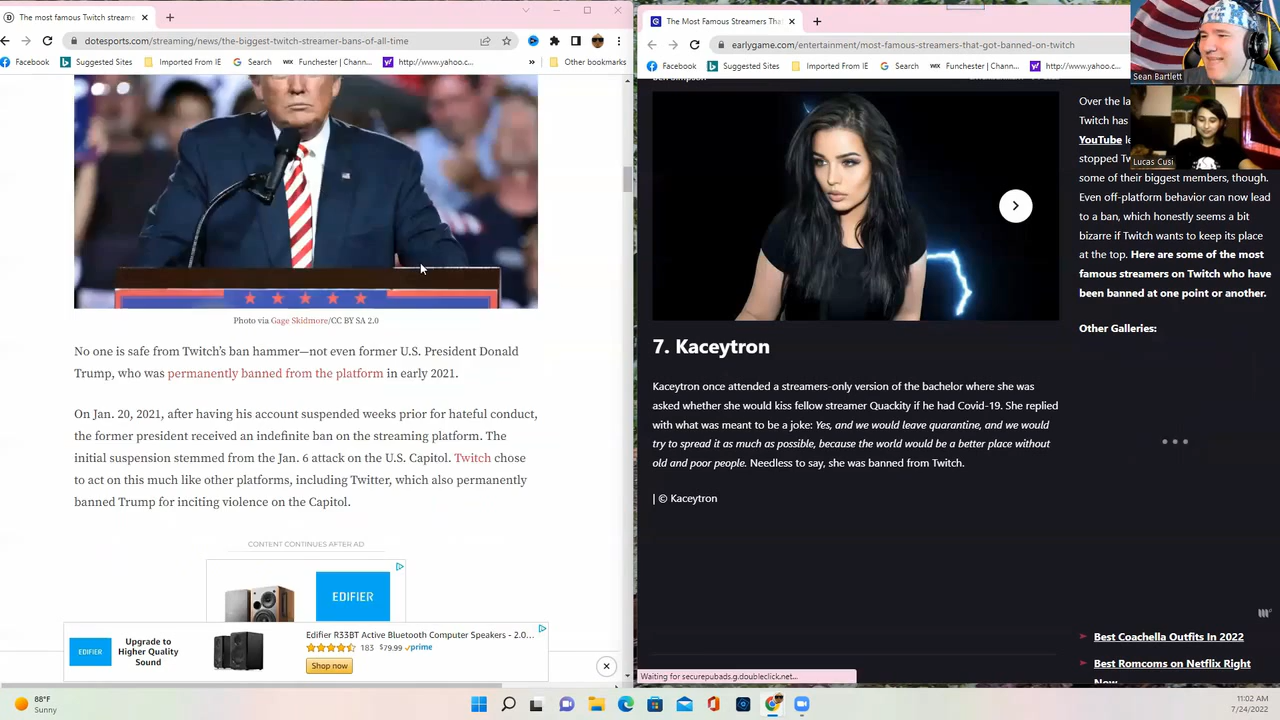 The most famous Twitch streame
dotesports.com/streaming/news/the-biggest-twitch-streamer-bans-of-all-time
Facebook
Suggested Sites
Imported From IE
Search
WIX
Funchester | Chann...
http://www.yahoo.c...
»
Other bookmarks
Photo via Gage Skidmore/CC BY SA 2.0
No one is safe from Twitch's ban hammer—not even former U.S. President Donald
Trump, who was permanently banned from the platform in early 2021.
On Jan. 20, 2021, after having his account suspended weeks prior for hateful conduct,
the former president received an indefinite ban on the streaming platform. The
initial suspension stemmed from the Jan. 6 attack on the U.S. Capitol. Twitch chose
to act on this much like other platforms, including Twitter, which also permanently
banned Trump for inciting violence on the Capitol.
CONTENT CONTINUES AFTER AD
EDIFIER
EDIFIER
Upgrade to
Higher Quality
Sound
Edifier R33BT Active Bluetooth Computer Speakers - 2.0...
183 $79.99 prime
Shop now
The Most Famous Streamers Tha
earlygame.com/entertainment/most-famous-streamers-that-got-banned-on-twitch
Facebook
Suggested Sites
Imported From IE
Search
WIX
Funchester | Chann...
http://www.yahoo.c...
Sean Bartlett
Lucas Cusi
7. Kaceytron
Kaceytron once attended a streamers-only version of the bachelor where she was
asked whether she would kiss fellow streamer Quackity if he had Covid-19. She replied
with what was meant to be a joke: Yes, and we would leave quarantine, and we would
try to spread it as much as possible, because the world would be a better place without
old and poor people. Needless to say, she was banned from Twitch.
| © Kaceytron
Over the la
Twitch has
YouTube le
stopped Tw
some of their biggest members, though.
Even off-platform behavior can now lead
to a ban, which honestly seems a bit
bizarre if Twitch wants to keep its place
at the top. Here are some of the most
famous streamers on Twitch who have
been banned at one point or another.
Other Galleries:
Best Coachella Outfits In 2022
Best Romcoms on Netflix Right
Waiting for securepubads.g.doubleclick.net...
88°F
Sunny
11:02 AM
7/24/2022